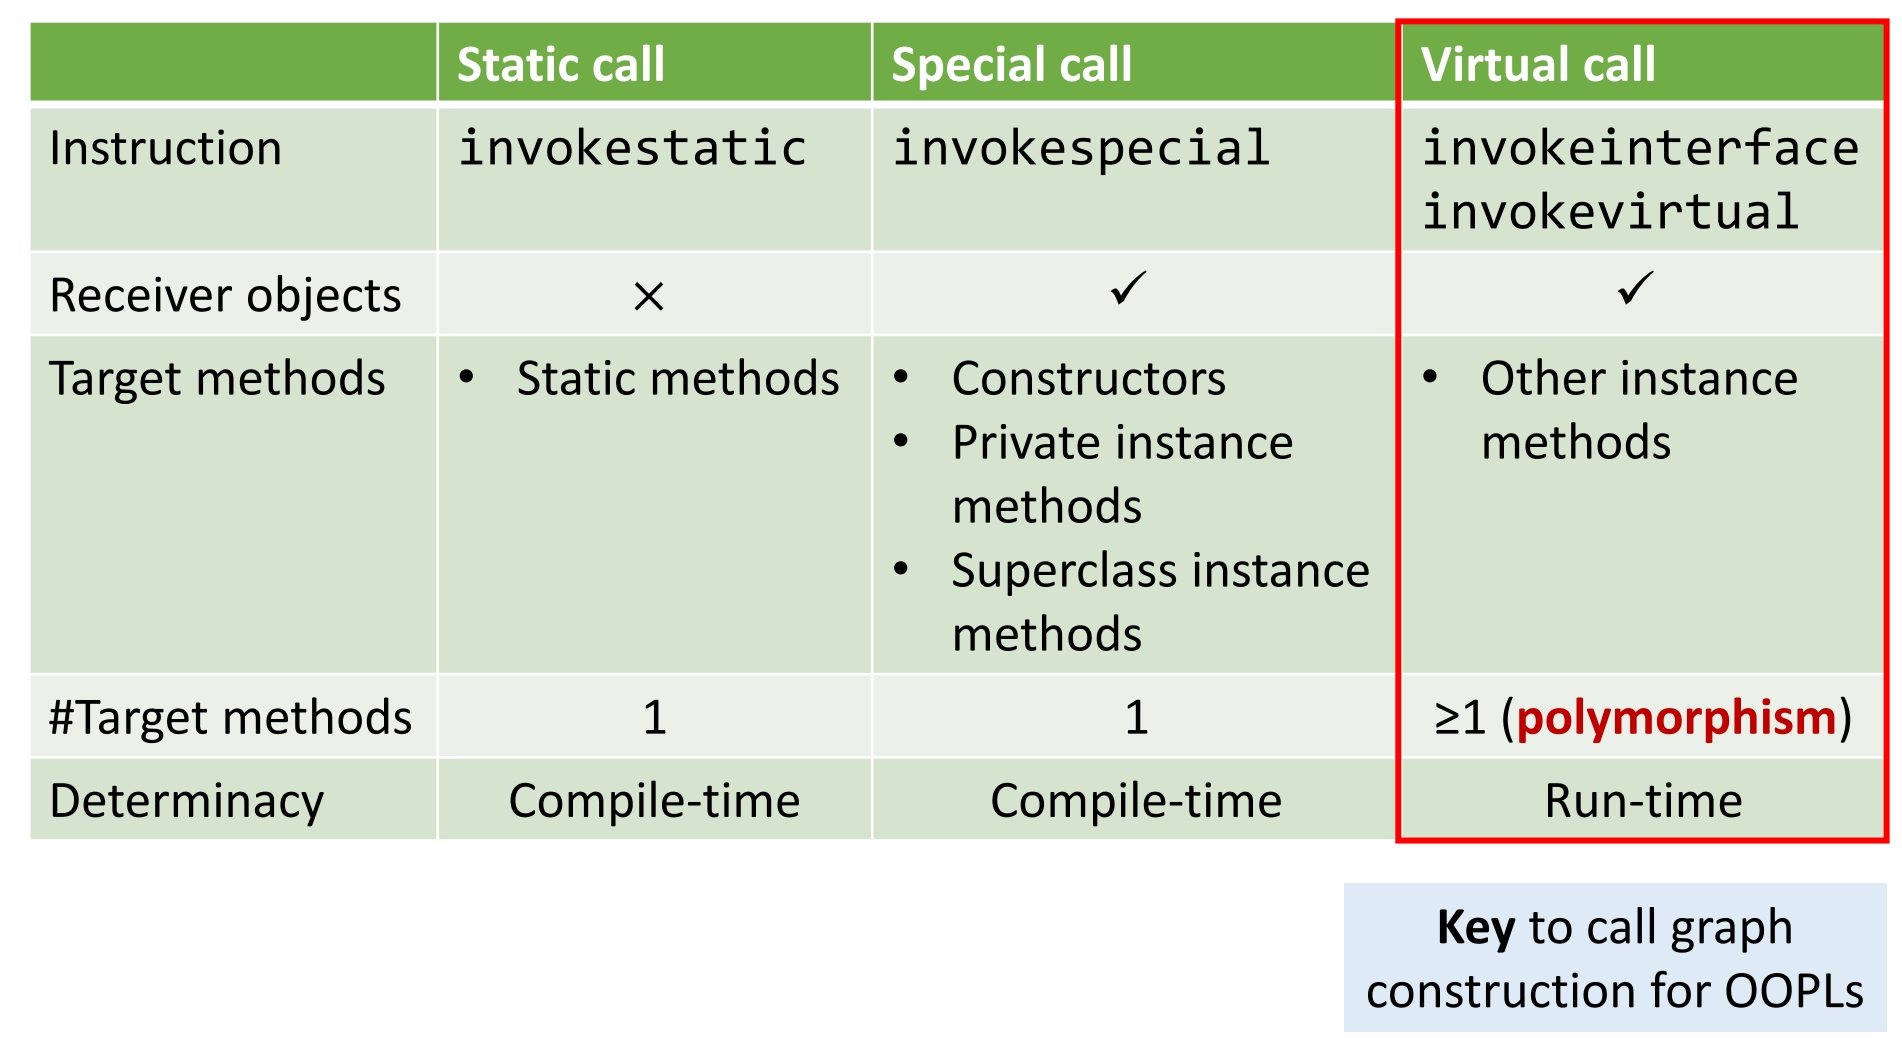 Static call
Special call
Virtual call
Instruction
invokestatic
invokespecial
invokeinterface
invokevirtual
Receiver objects
×
✓
✓
Target methods
• Static methods
• Constructors
• Private instance
methods
• Superclass instance
methods
• Other instance
methods
#Target methods
1
1
≥1 (polymorphism)
Determinacy
Compile-time
Compile-time
Run-time
Key to call graph
construction for OOPLs